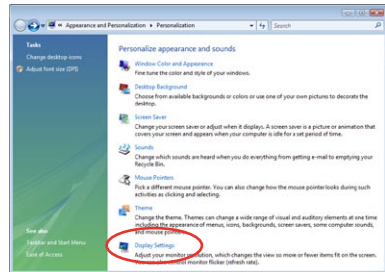 « Appearance and Personalization ▸ Personalization
Search
Tasks
Change desktop icons
Adjust font size (DPI)
Personalize appearance and sounds
Window Color and Appearance
Fine tune the color and style of your windows.
Desktop Background
Choose from available backgrounds or colors or use one of your own pictures to decorate the
desktop.
Screen Saver
Change your screen saver or adjust when it displays. A screen saver is a picture or animation that
covers your screen and appears when your computer is idle for a set period of time.
Sounds
Change which sounds are heard when you do everything from getting e-mail to emptying your
Recycle Bin.
Mouse Pointers
Pick a different mouse pointer. You can also change how the mouse pointer looks during such
activities as clicking and selecting.
Theme
Change the theme. Themes can change a wide range of visual and auditory elements at one time
including the appearance of menus, icons, backgrounds, screen savers, some computer sounds,
and mouse pointers.
See also
Taskbar and Start Menu
Ease of Access
Display Settings
Adjust your monitor resolution, which changes the view so more or fewer items fit on the screen.
You can also control monitor flicker (refresh rate).